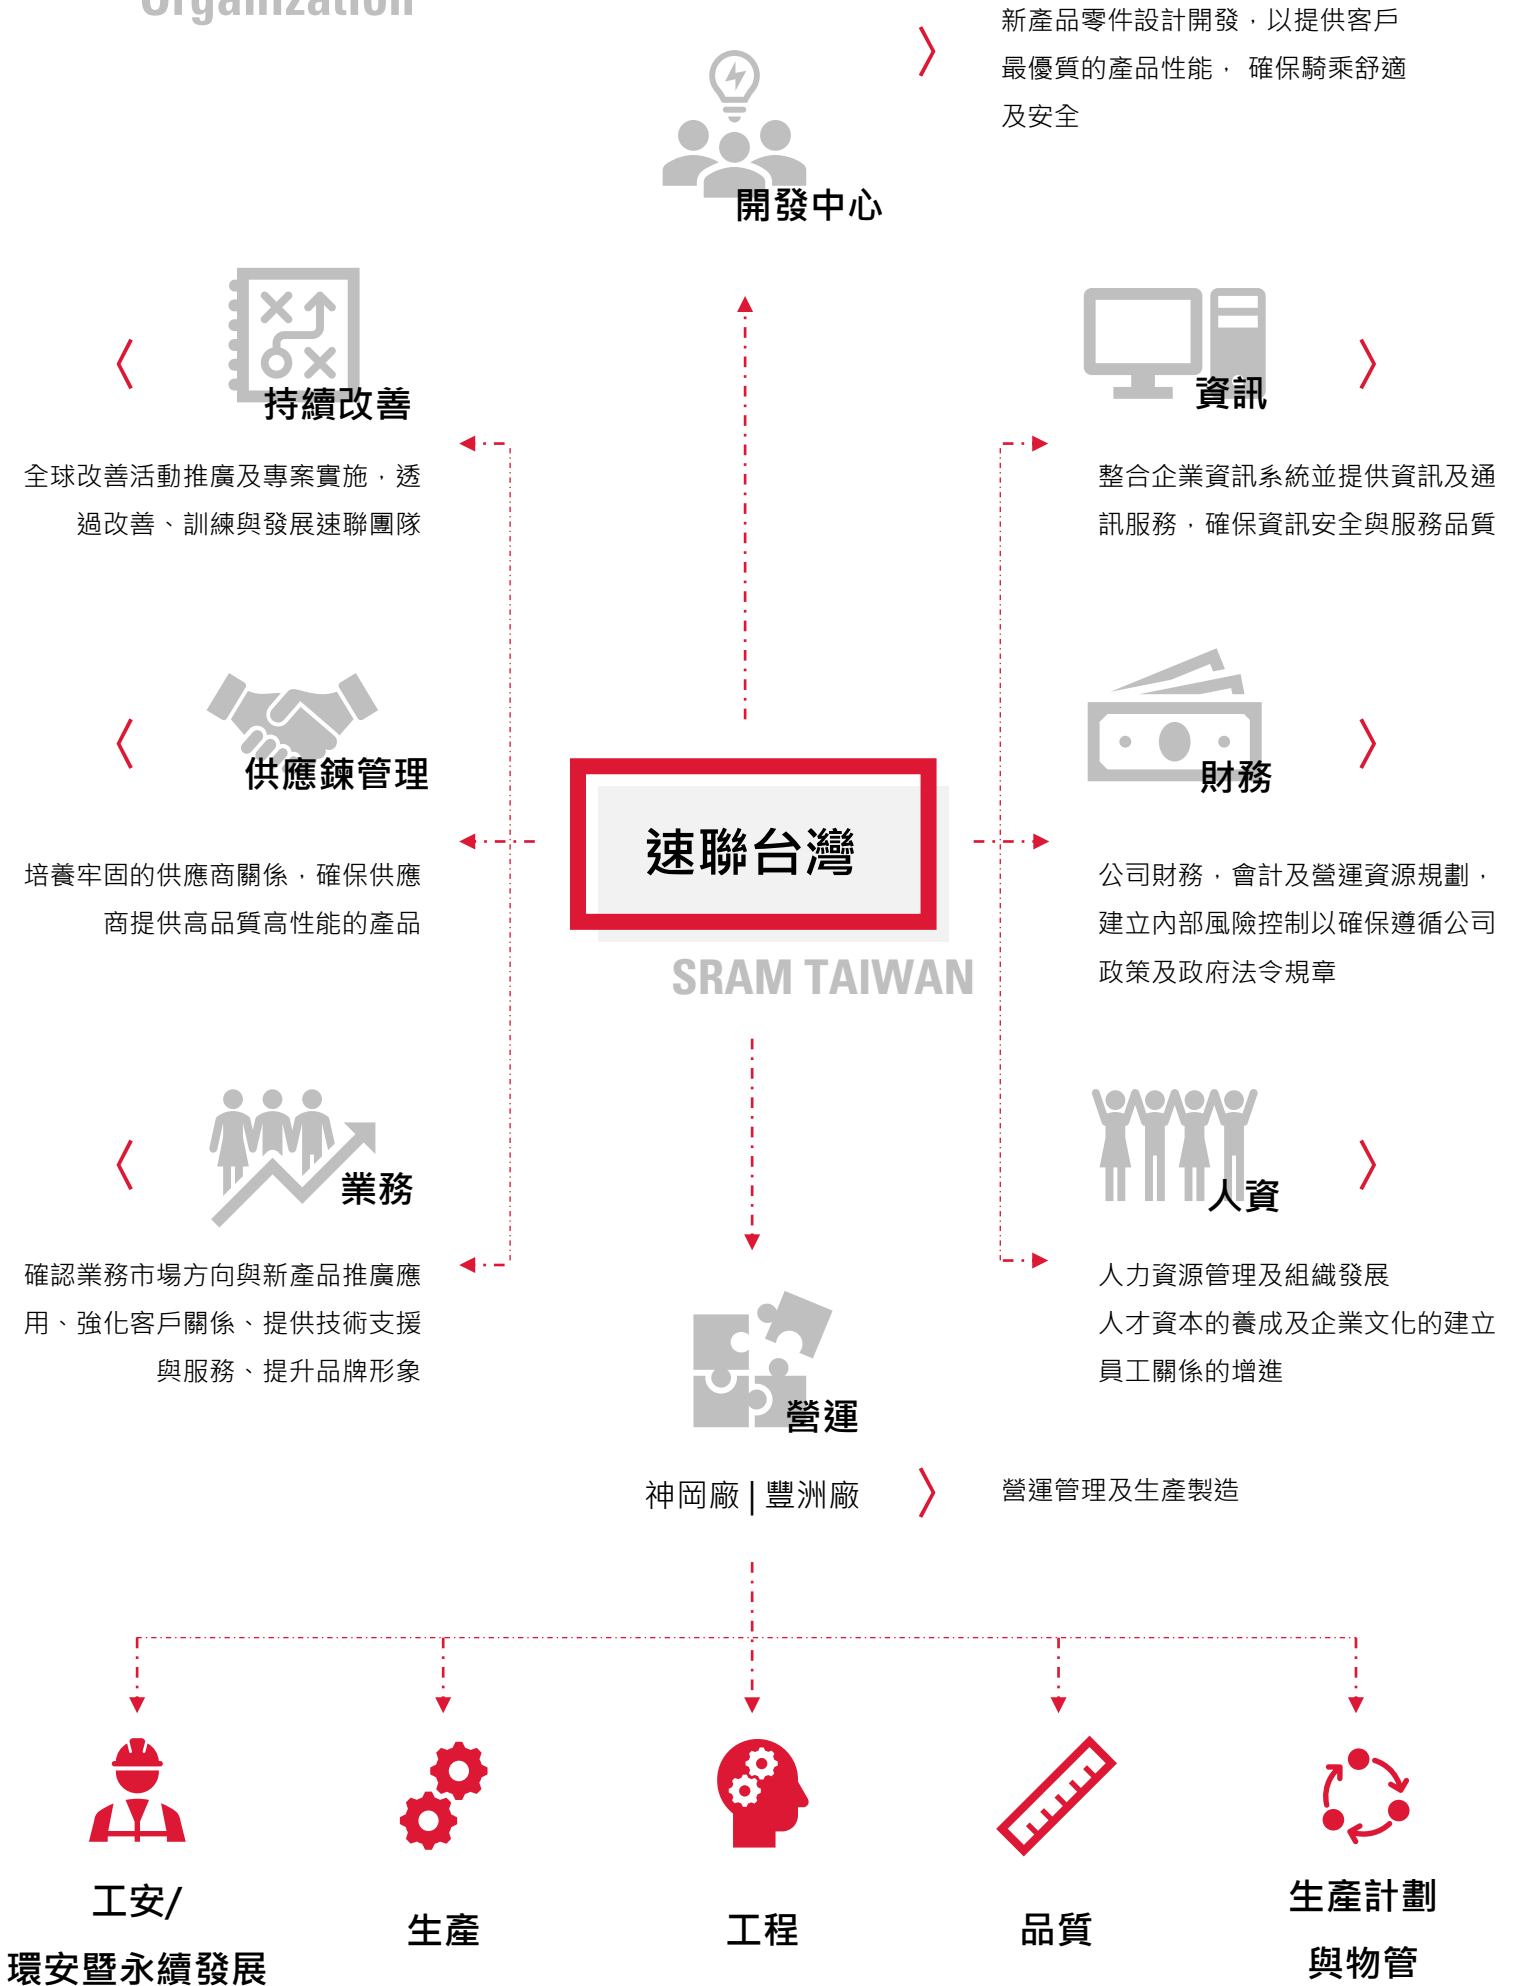 Organization
新產品零件設計開發，以提供客戶
最優質的產品性能， 確保騎乘舒適
及安全
開發中心
持續改善
全球改善活動推廣及專案實施，透
過改善、訓練與發展速聯團隊
資訊
整合企業資訊系統並提供資訊及通
訊服務，確保資訊安全與服務品質
供應鍊管理
培養牢固的供應商關係，確保供應
商提供高品質高性能的產品
速聯台灣
SRAM TAIWAN
財務
公司財務，會計及營運資源規劃，
建立內部風險控制以確保遵循公司
政策及政府法令規章
業務
確認業務市場方向與新產品推廣應
用、強化客戶關係、提供技術支援
與服務、提升品牌形象
人資
人力資源管理及組織發展
人才資本的養成及企業文化的建立
員工關係的增進
營運
神岡廠 | 豐洲廠
營運管理及生產製造
工安/
環安暨永續發展
生產
工程
品質
生產計劃
與物管